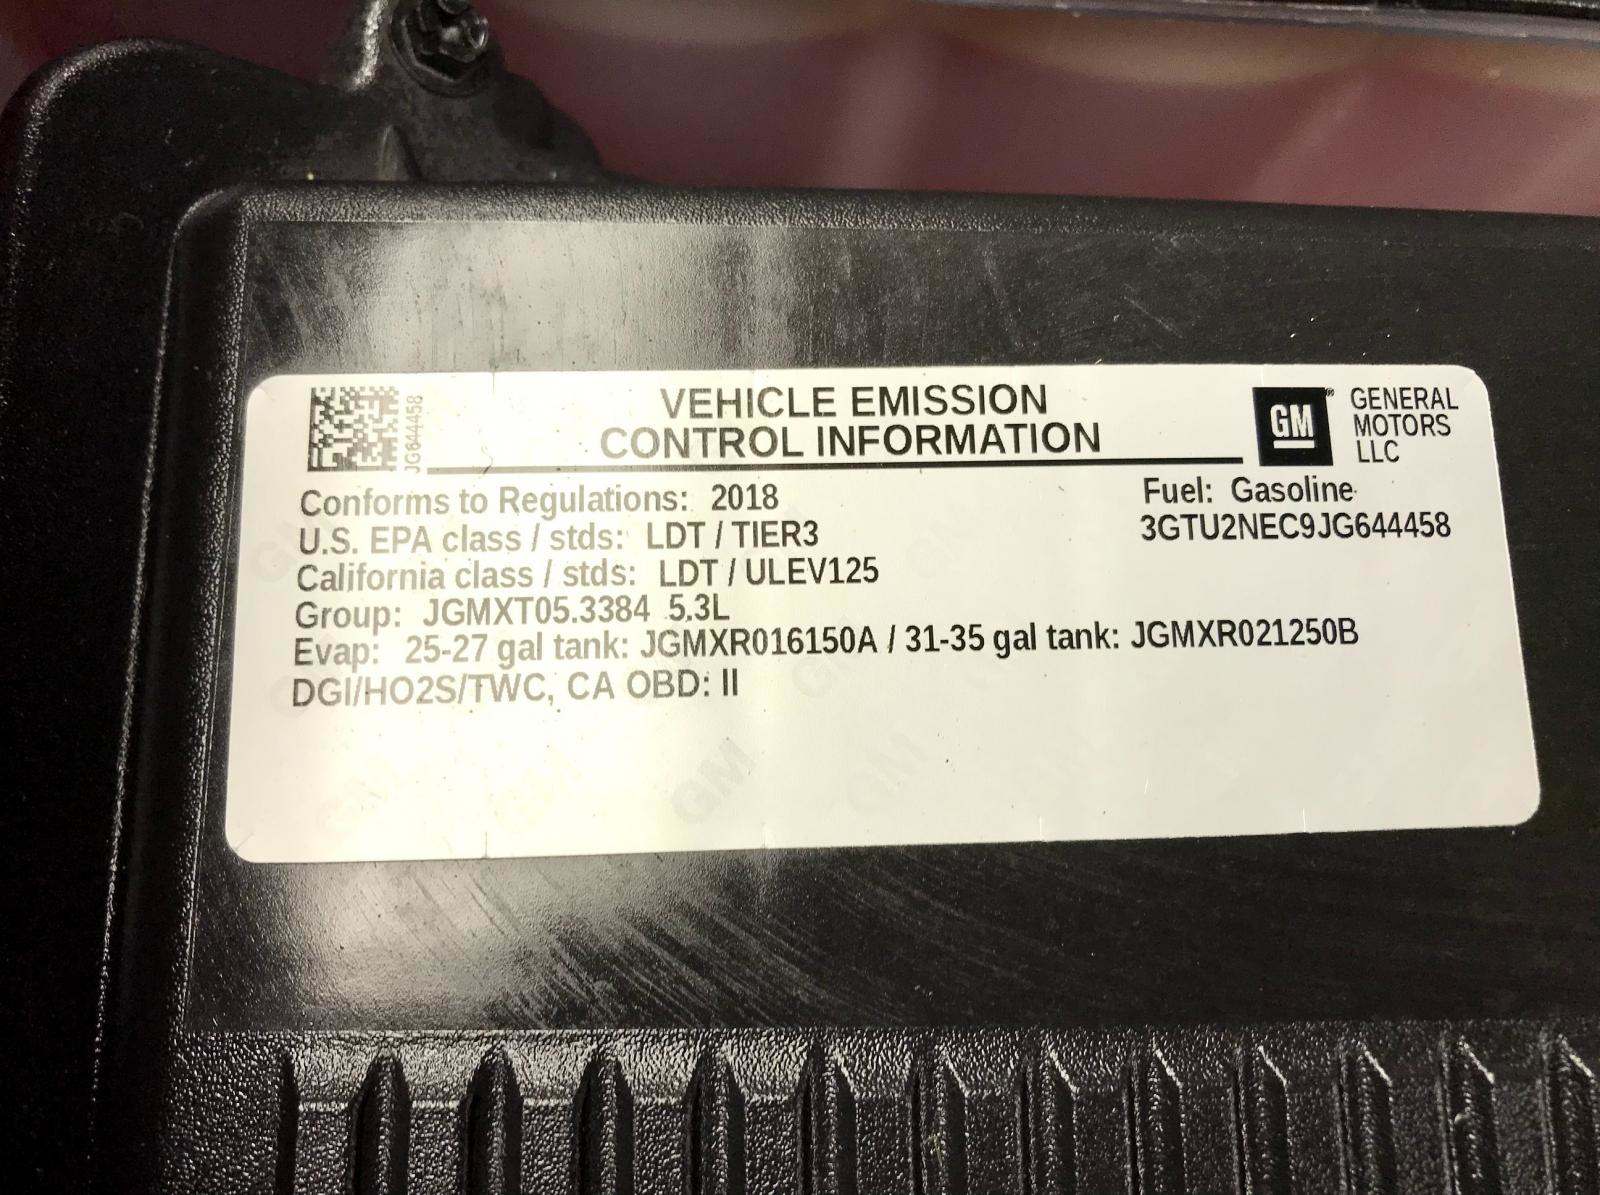 JG644458
VEHICLE EMISSION
CONTROL INFORMATION
GM
GENERAL
MOTORS
LLC
Conforms to Regulations: 2018
U.S. EPA class / stds: LDT / TIER3
California class / stds: LDT / ULEV125
Group: JGMXT05.3384 5.3L
Evap: 25-27 gal tank: JGMXR016150A / 31-35 gal tank: JGMXR021250B
DGI/HO2S/TWC, CA OBD: II
Fuel: Gasoline
3GTU2NEC9JG644458
GM